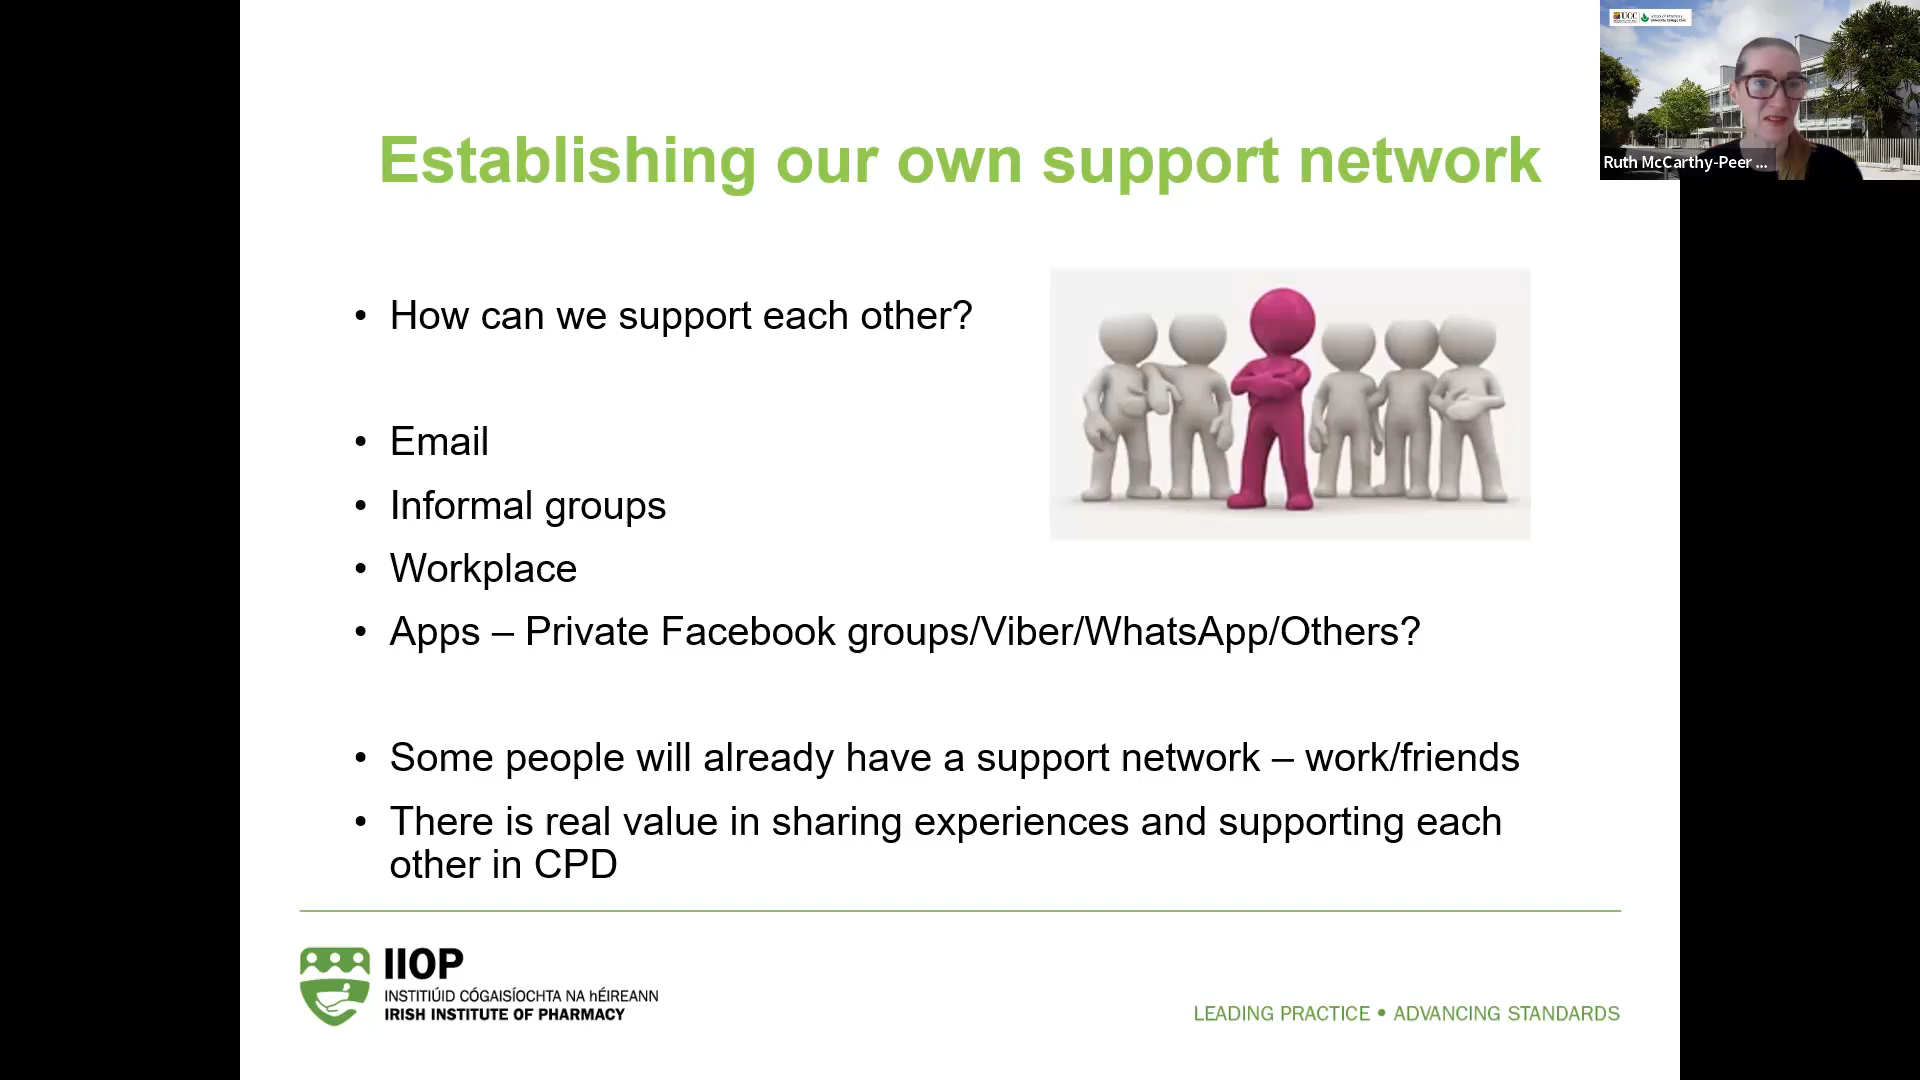 UCC
Establishing our own support network
Ruth McCarthy-Peer ...
• How can we support each other?
• Email
• Informal groups
• Workplace
• Apps – Private Facebook groups/Viber/WhatsApp/Others?
• Some people will already have a support network – work/friends
• There is real value in sharing experiences and supporting each
other in CPD
IIOP
INSTITIÚID CÓGAISÍOCHTA NA hÉIREANN
IRISH INSTITUTE OF PHARMACY
LEADING PRACTICE • ADVANCING STANDARDS